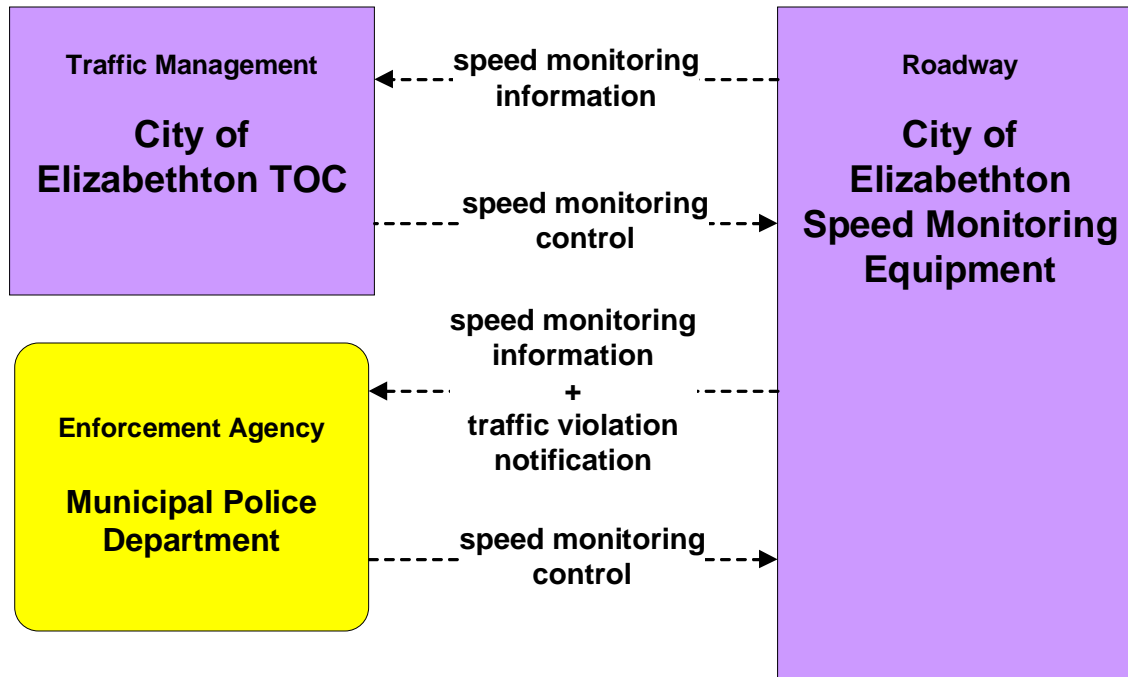 Traffic Management
City of
Elizabethton TOC
speed monitoring
information
speed monitoring
control
Roadway
City of
Elizabethton
Speed Monitoring
Equipment
Enforcement Agency
Municipal Police
Department
speed monitoring
information
+
traffic violation
notification
speed monitoring
control